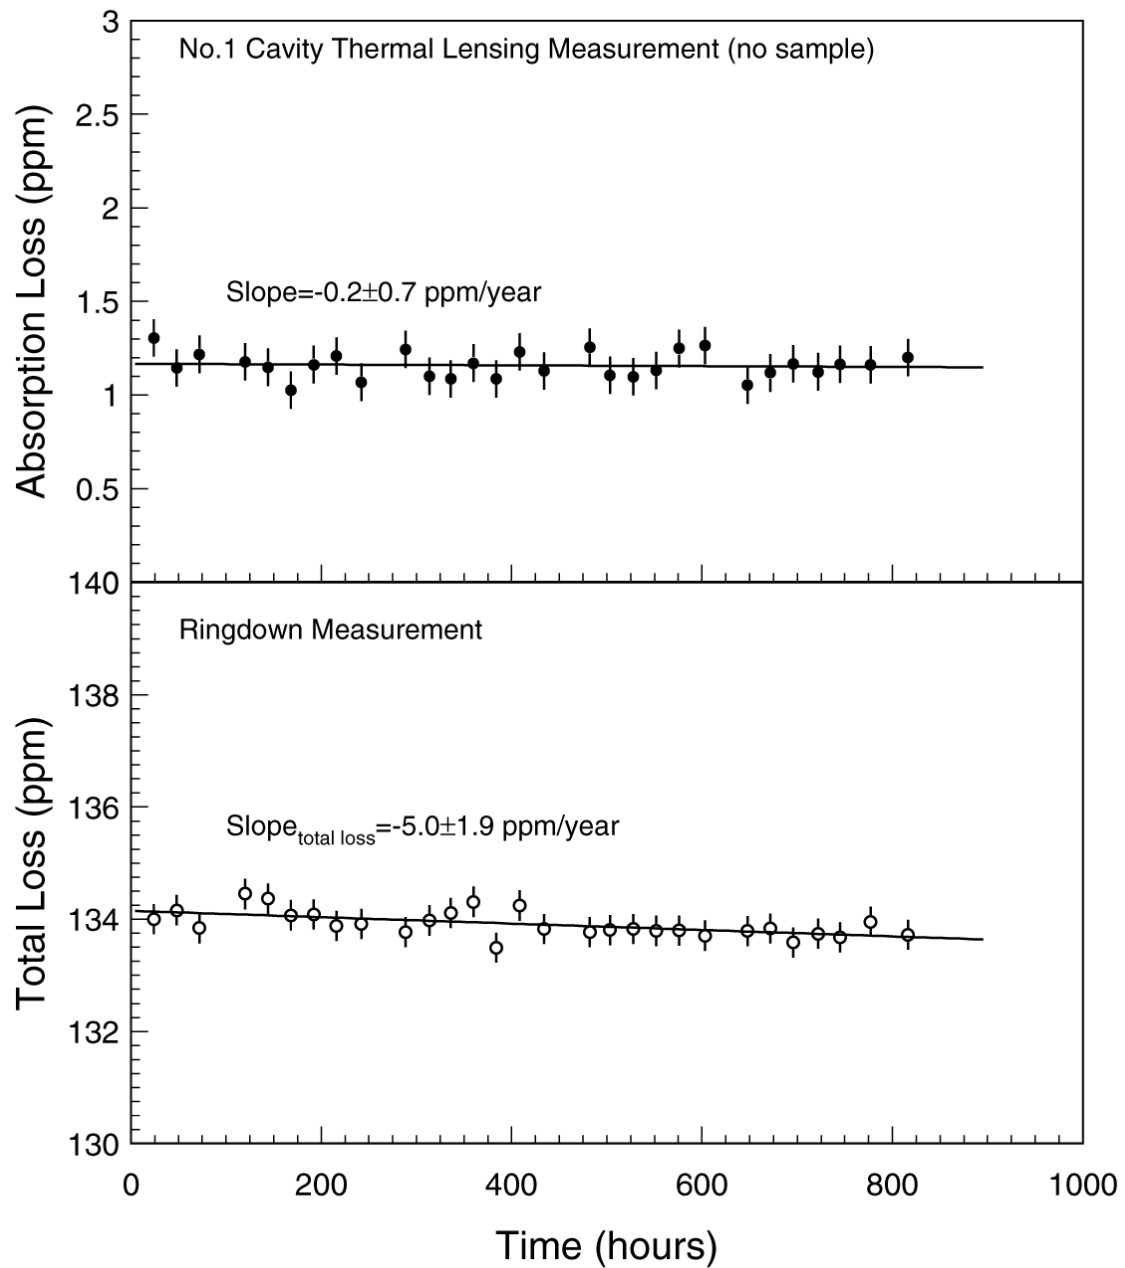 3
No.1 Cavity Thermal Lensing Measurement (no sample)
2.5
2
Slope=-0.2±0.7 ppm/year
1.5
1
0.5
Absorption Loss (ppm)
140
Ringdown Measurement
138
136
Slopetotal loss=-5.0±1.9 ppm/year
134
132
130
Total Loss (ppm)
0 200 400 600 800 1000
Time (hours)